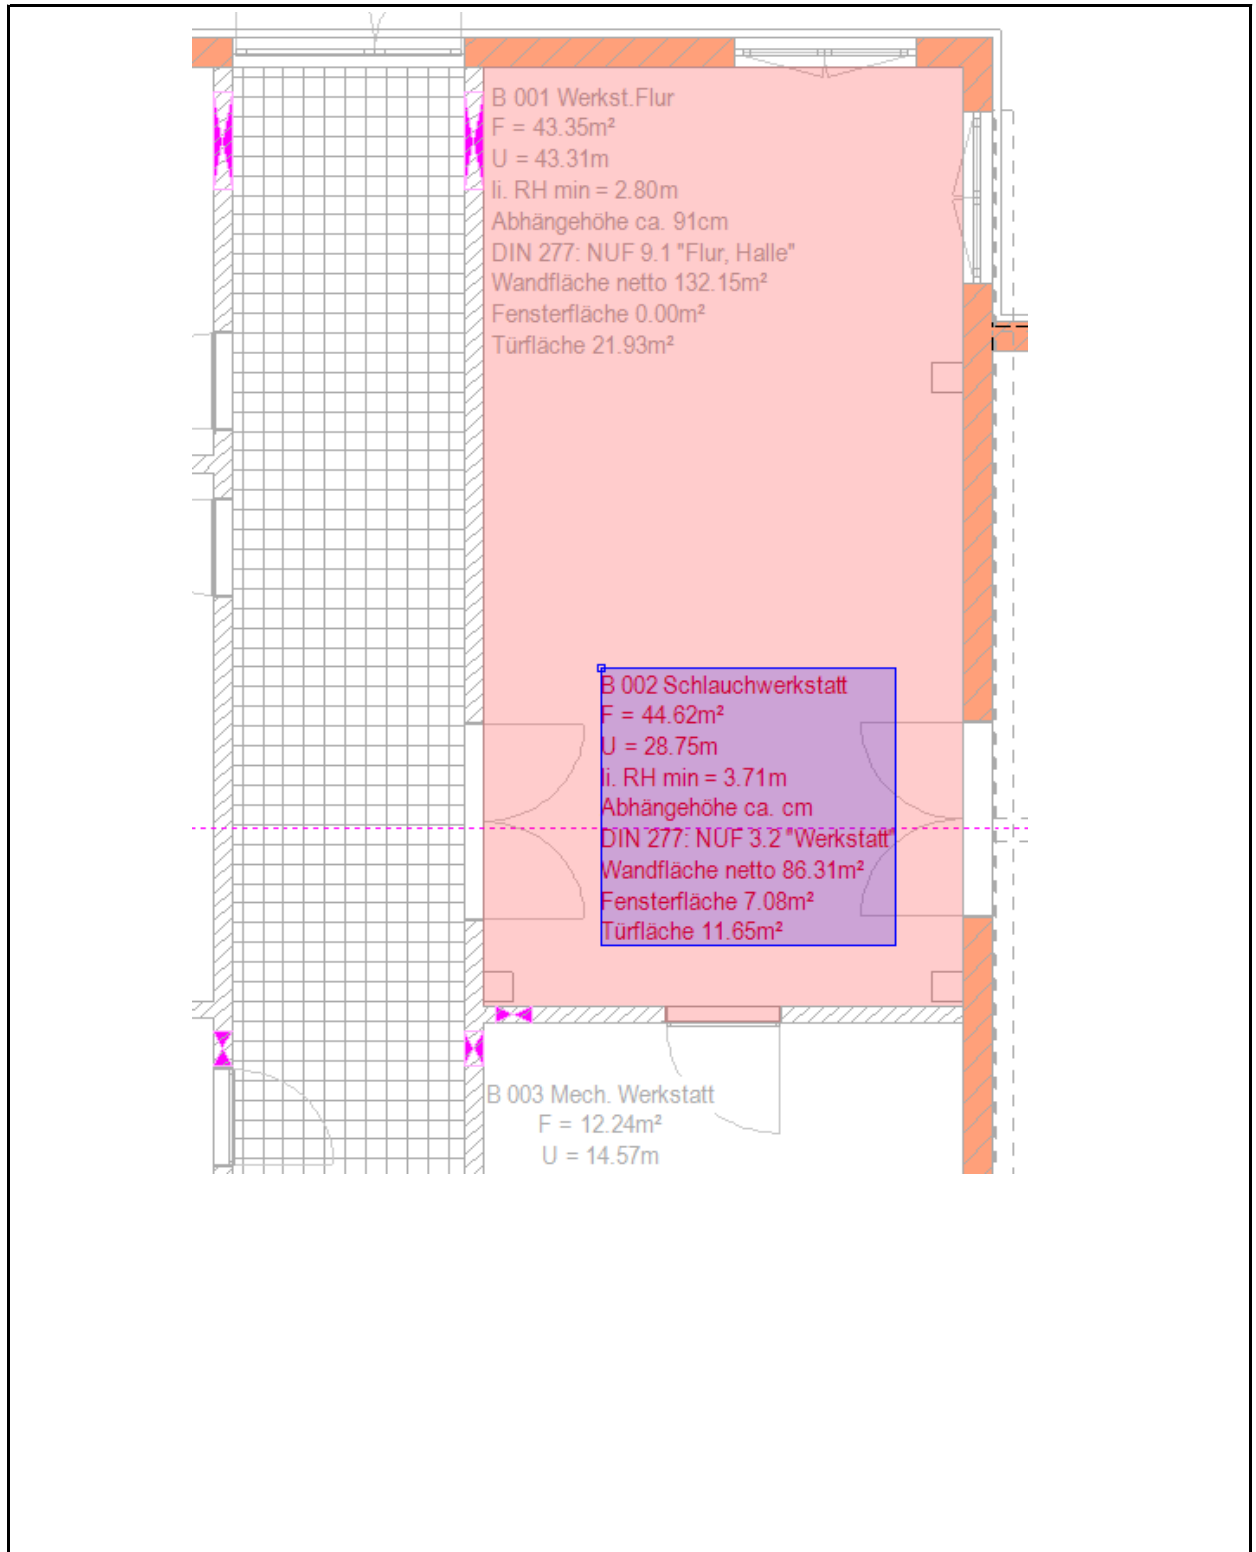 B 001 Werkst.Flur
F = 43.35m²
U = 43.31m
li. RH min = 2.80m
Abhängehöhe ca. 91cm
DIN 277: NUF 9.1 "Flur, Halle"
Wandfläche netto 132.15m²
Fensterfläche 0.00m²
Türfläche 21.93m²
B 002 Schlauchwerkstatt
F = 44.62m²
U = 28.75m
li. RH min = 3.71m
Abhängehöhe ca. cm
DIN 277: NUF 3.2 "Werkstatt"
Wandfläche netto 86.31m²
Fensterfläche 7.08m²
Türfläche 11.65m²
B 003 Mech. Werkstatt
F = 12.24m²
U = 14.57m